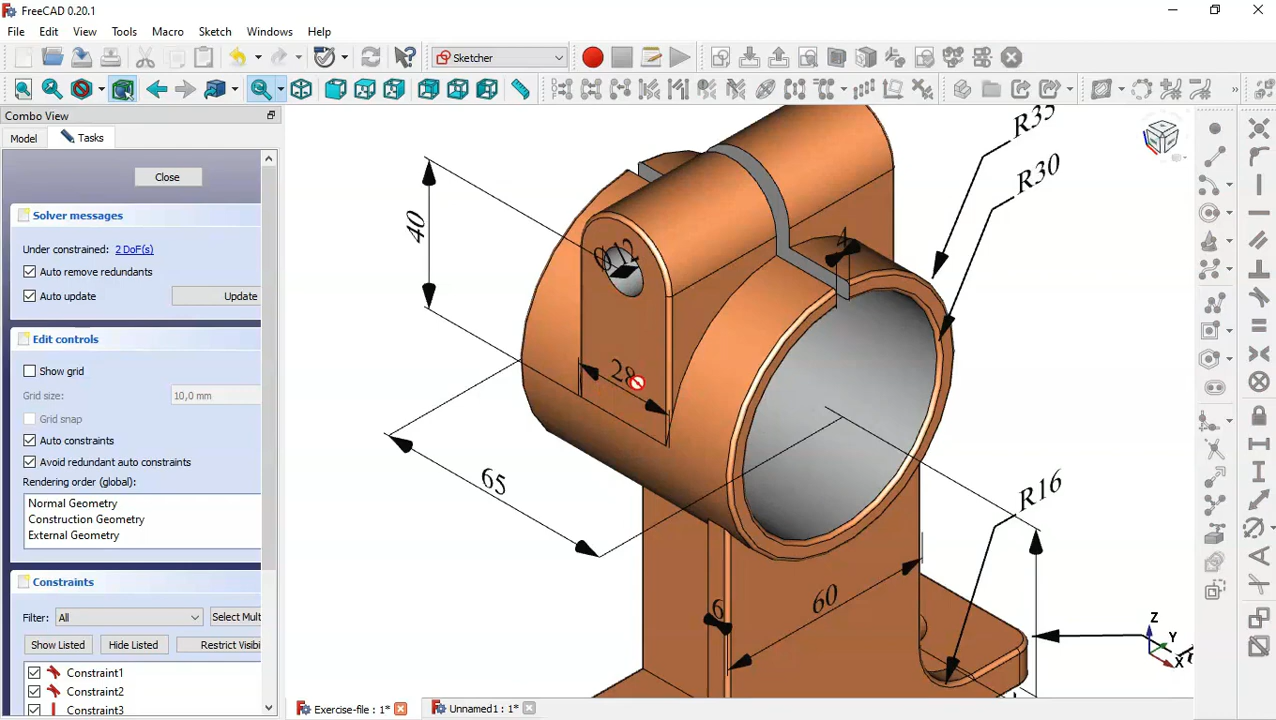 FreeCAD 0.20.1
File Edit View Tools Macro Sketch Windows Help
Sketcher
Combo View
Model Tasks
Close
Solver messages
Under constrained: 2 DoF(s)
Auto remove redundants
Auto update Update
Edit controls
Show grid
Grid size: 10,0 mm
Grid snap
Auto constraints
Avoid redundant auto constraints
Rendering order (global):
Normal Geometry
Construction Geometry
External Geometry
Constraints
Filter: All Select Mult
Show Listed Hide Listed Restrict Visibi
Constraint1
Constraint2
Constraint3
R35
R30
40
4
28
65
R16
60
6
Z
Y
X
Exercise-file : 1*
Unnamed1 : 1*